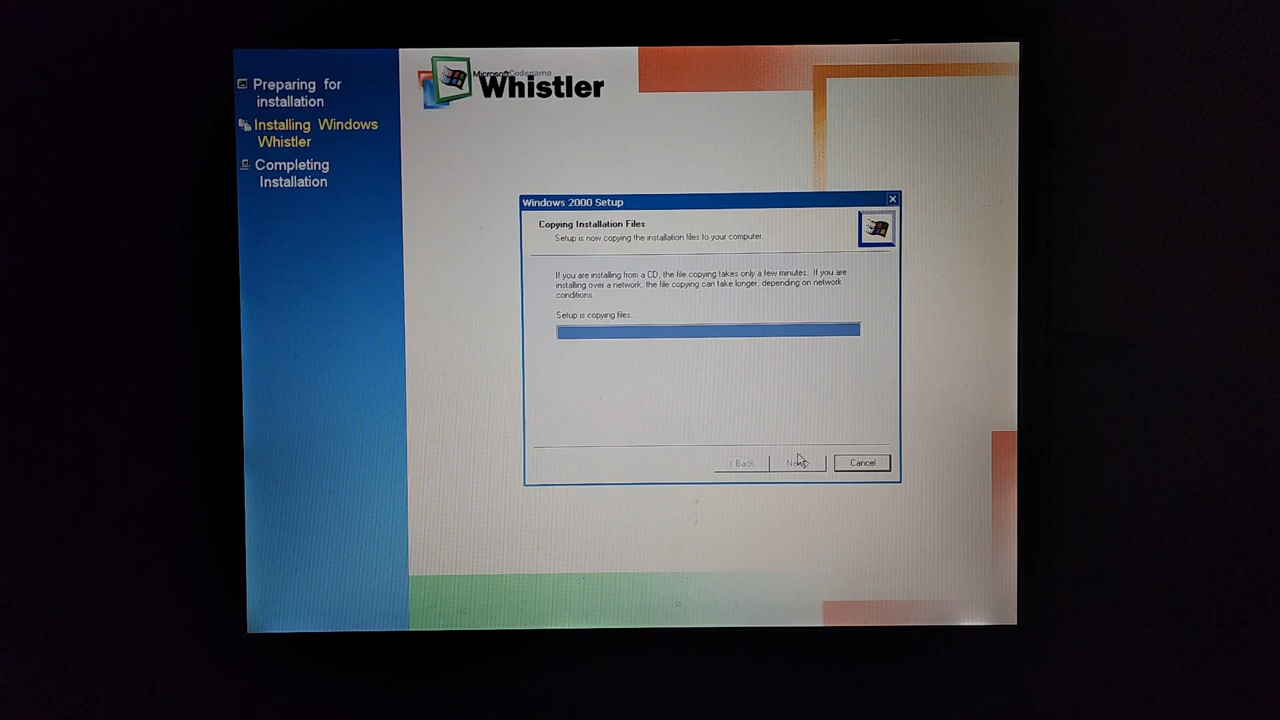 Preparing for
installation
Installing Windows
Whistler
Completing
Installation
Microsoft Codename
Whistler
Windows 2000 Setup
Copying Installation Files
Setup is now copying the installation files to your computer.
If you are installing from a CD, the file copying takes only a few minutes. If you are
installing over a network, the file copying can take longer, depending on network
conditions.
Setup is copying files...
< Back
Cancel